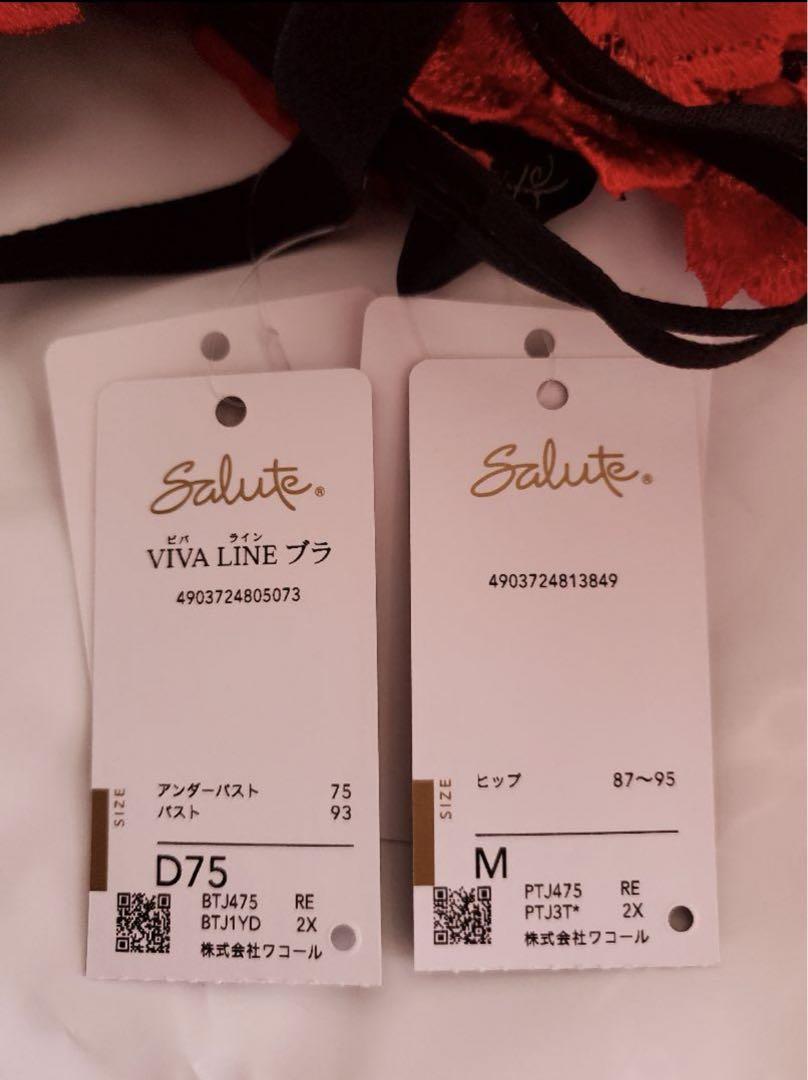 Salute®
ビバ ライン
VIVA LINE ブラ
4903724805073
SIZE
アンダーバスト 75
バスト 93
D75
BTJ475 RE
BTJ1YD 2X
株式会社ワコール
Salute®
4903724813849
SIZE
ヒップ 87〜95
M
PTJ475 RE
PTJ3T* 2X
株式会社ワコール